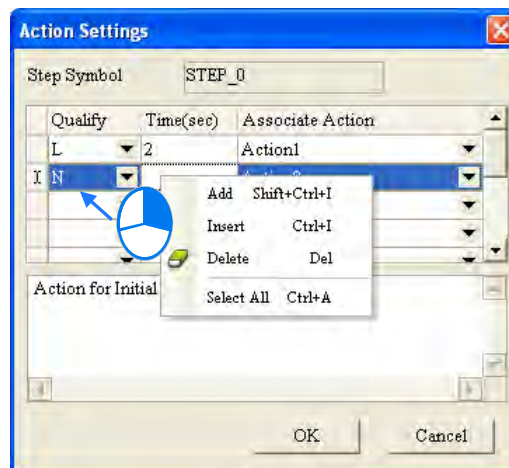 Action Settings
Step Symbol STEP_0
Qualify Time(sec) Associate Action
L 2 Action1
I N
Add Shift+Ctrl+I
Insert Ctrl+I
Delete Del
Select All Ctrl+A
Action for Initial
OK Cancel